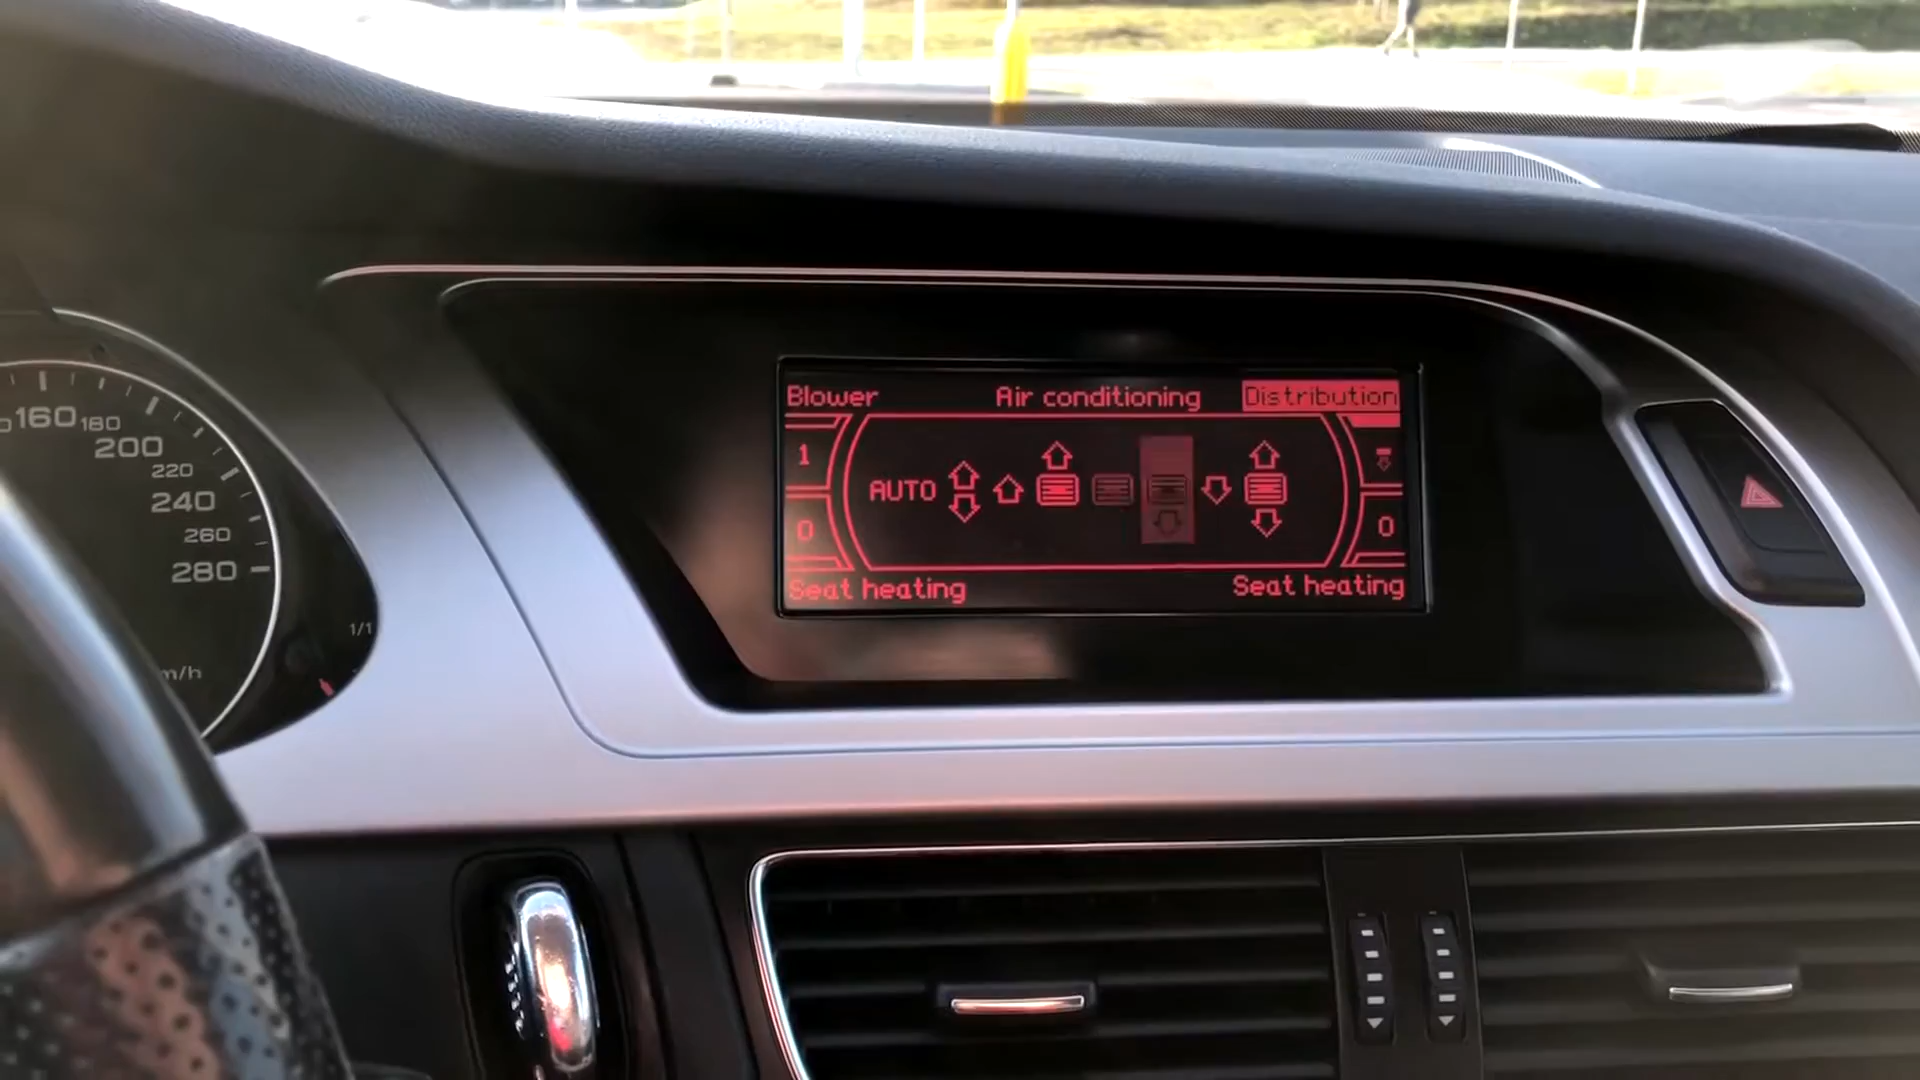 160 180
200
220
240
260
280
1/1
m/h
Blower Air conditioning Distribution
1
AUTO
0 0
Seat heating Seat heating